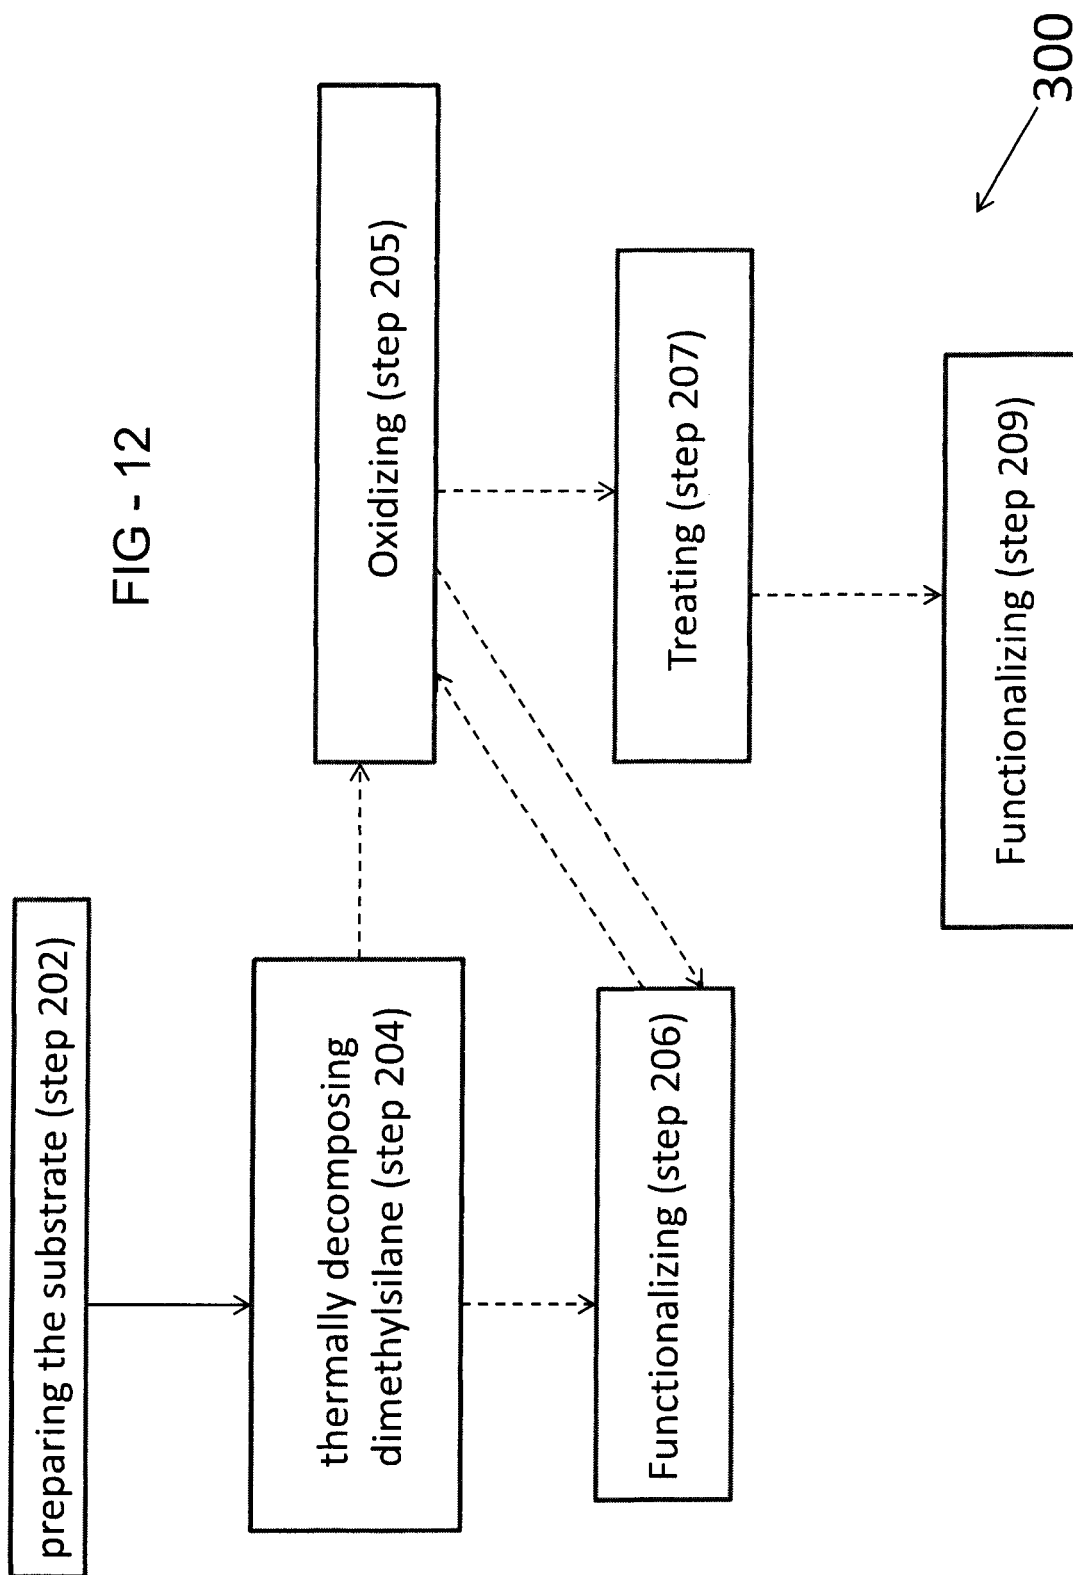 FIG - 12
preparing the substrate (step 202)
thermally decomposing
dimethylsilane (step 204)
Oxidizing (step 205)
Functionalizing (step 206)
Treating (step 207)
Functionalizing (step 209)
300